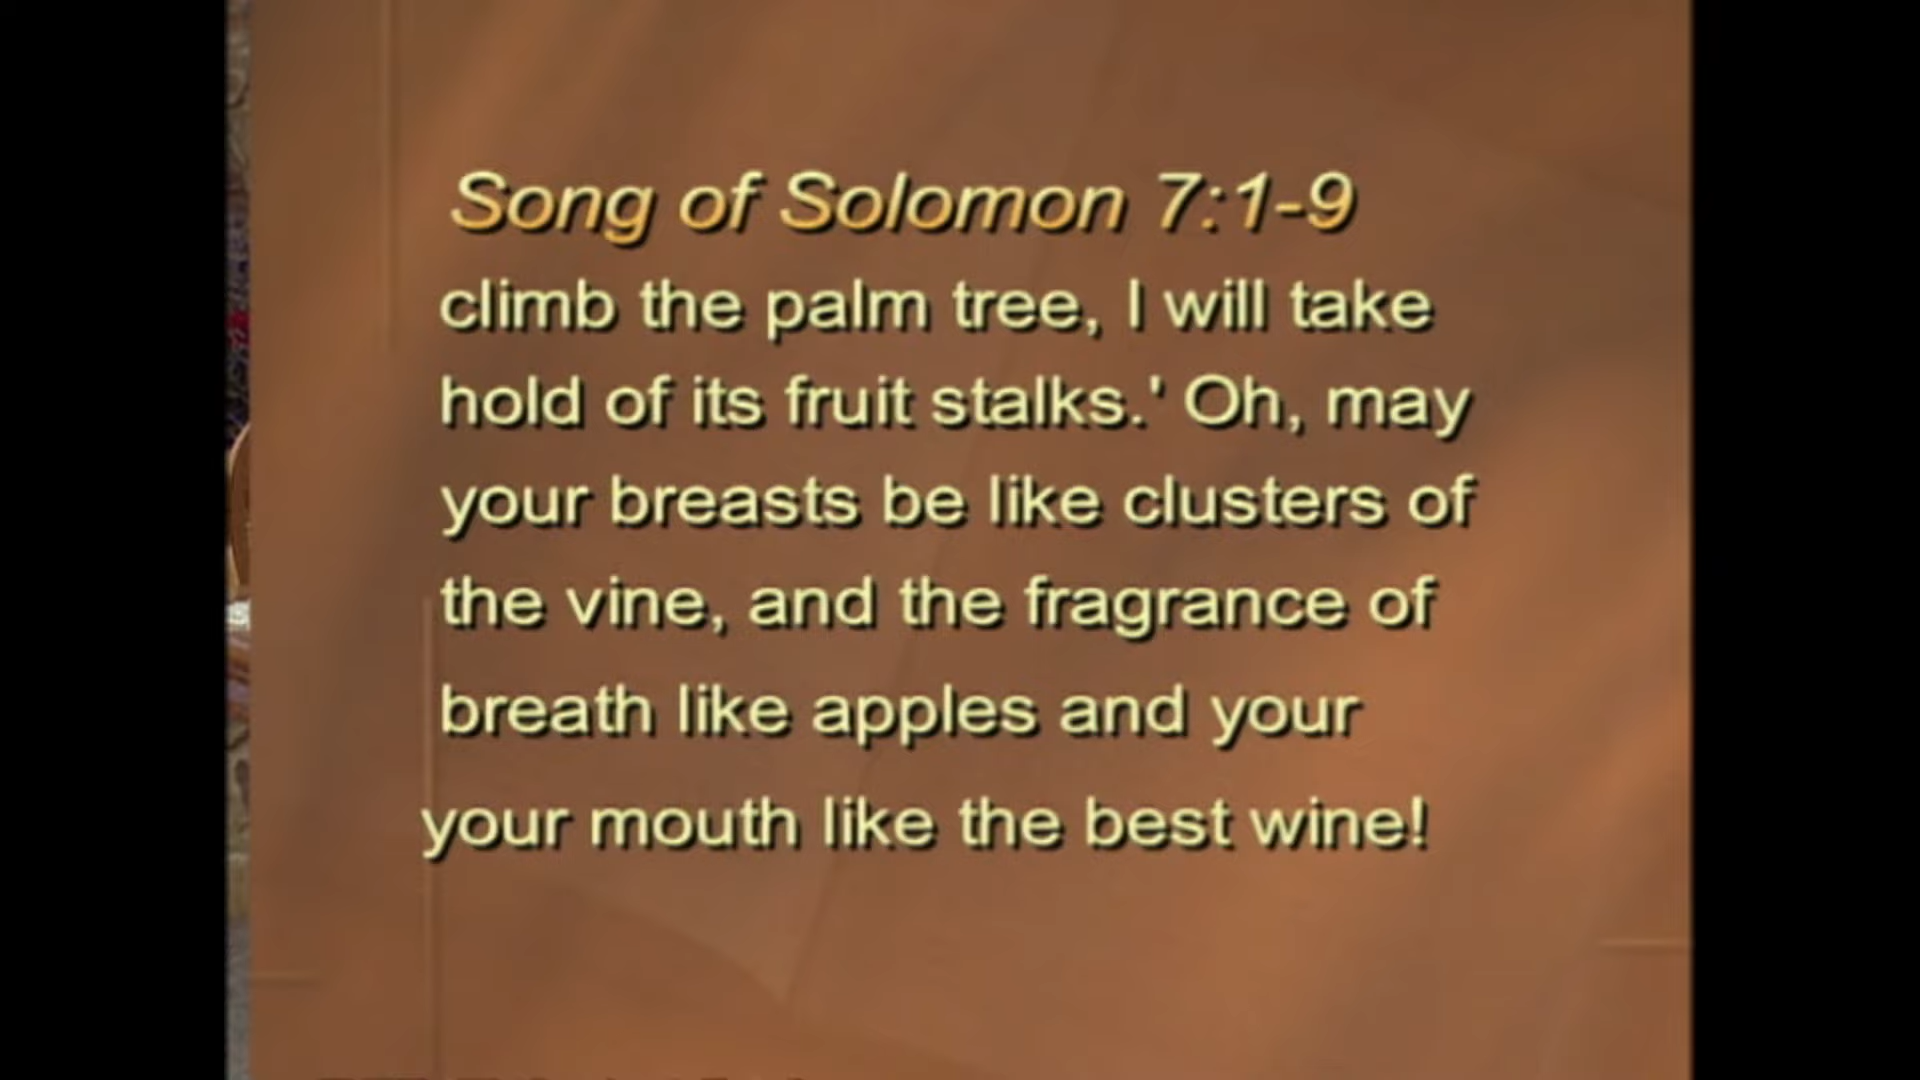 Song of Solomon 7:1-9
climb the palm tree, I will take
hold of its fruit stalks.' Oh, may
your breasts be like clusters of
the vine, and the fragrance of
breath like apples and your
your mouth like the best wine!